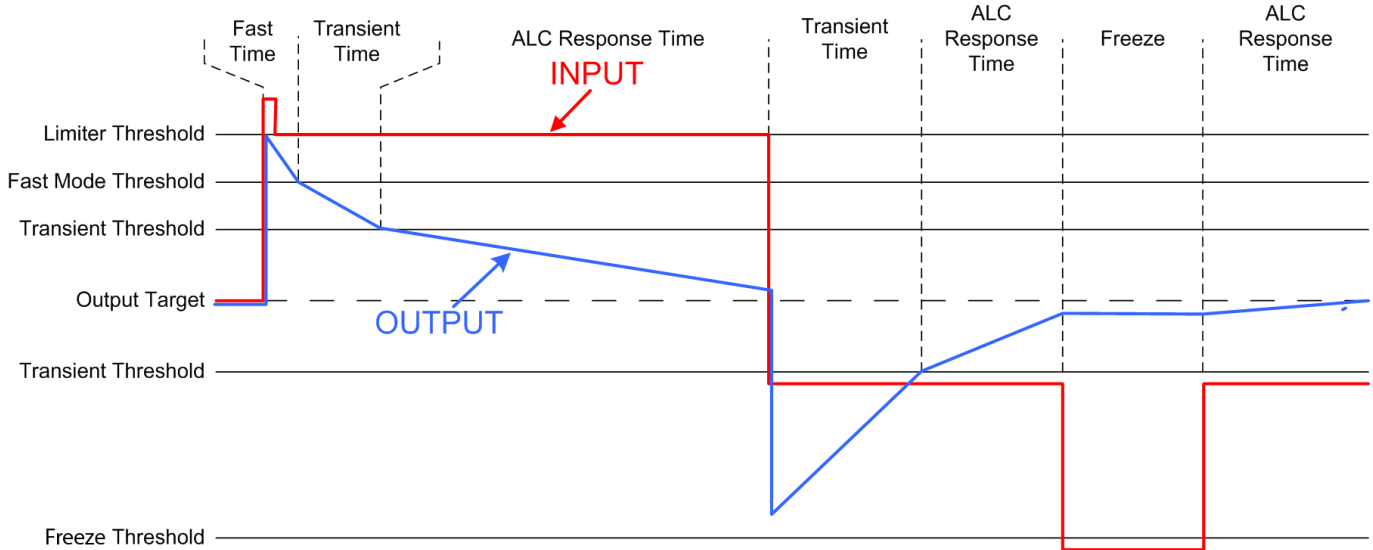 Fast
Time
Transient
Time
ALC Response Time
Transient
Time
ALC
Response
Time
Freeze
ALC
Response
Time
INPUT
Limiter Threshold
Fast Mode Threshold
Transient Threshold
Output Target
OUTPUT
Transient Threshold
Freeze Threshold